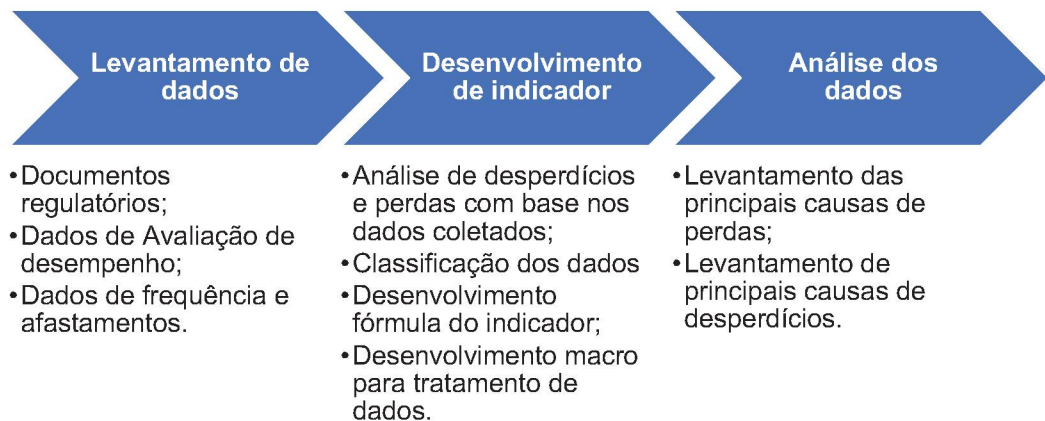 Levantamento de
dados
Desenvolvimento
de indicador
Análise dos
dados
•Documentos
regulatórios;
•Dados de Avaliação de
desempenho;
•Dados de frequência e
afastamentos.
•Análise de desperdícios
e perdas com base nos
dados coletados;
•Classificação dos dados
•Desenvolvimento
fórmula do indicador;
•Desenvolvimento macro
para tratamento de
dados.
•Levantamento das
principais causas de
perdas;
•Levantamento de
principais causas de
desperdícios.